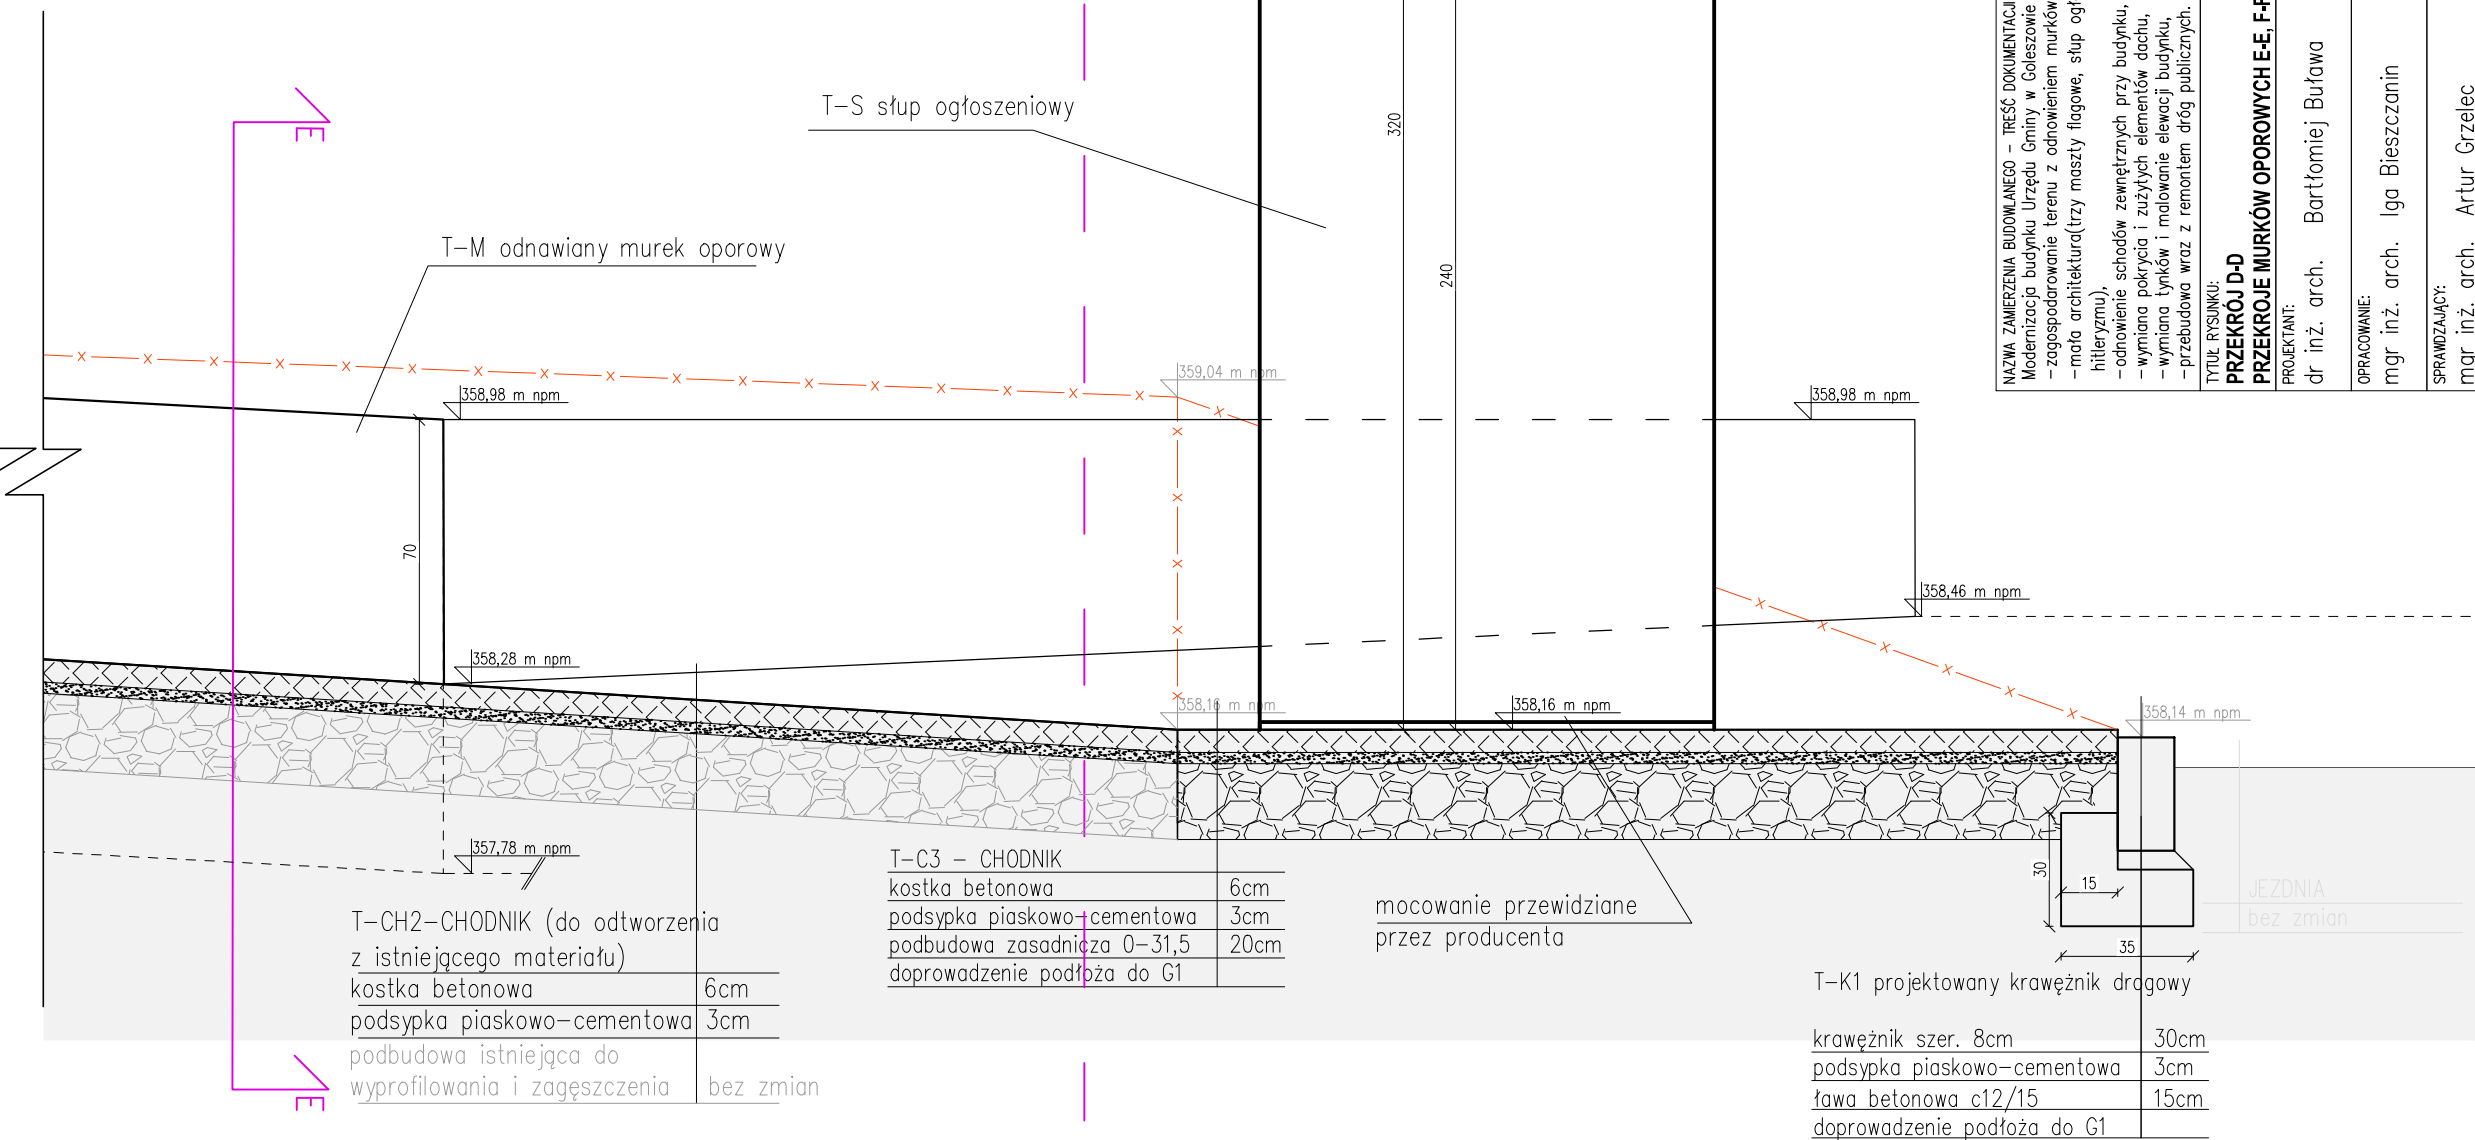 E
T-S słup ogłoszeniowy
T-M odnawiany murek oporowy
320
240
359,04 m npm
358,98 m npm
358,98 m npm
70
358,46 m npm
358,28 m npm
358,16 m npm
358,16 m npm
358,14 m npm
357,78 m npm
T-CH2-CHODNIK (do odtworzenia
z istniejącego materiału)
kostka betonowa 6cm
podsypka piaskowo-cementowa 3cm
podbudowa istniejąca do
wyprofilowania i zagęszczenia bez zmian
E
T-C3 - CHODNIK
kostka betonowa 6cm
podsypka piaskowo-cementowa 3cm
podbudowa zasadnicza 0-31,5 20cm
doprowadzenie podłoża do G1
mocowanie przewidziane
przez producenta
30
15
35
JEZDNIA
bez zmian
T-K1 projektowany krawężnik drogowy
krawężnik szer. 8cm 30cm
podsypka piaskowo-cementowa 3cm
ława betonowa c12/15 15cm
doprowadzenie podłoża do G1
NAZWA ZAMIERZENIA BUDOWLANEGO - TREŚĆ DOKUMENTACJI
Modernizacja budynku Urzędu Gminy w Goleszowie
-zagospodarowanie terenu z odnowieniem murków
-mała architektura(trzy maszty flagowe, słup
hitleryzmu),
-odnowienie schodów zewnętrznych przy budynku,
-wymiana pokrycia i zużytych elementów dachu,
-wymiana tynków i malowanie elewacji budynku,
-przebudowa wraz z remontem dróg publicznych.
TYTUŁ RYSUNKU:
PRZEKRÓJ D-D
PRZEKROJE MURKÓW OPOROWYCH E-E,
PROJEKTANT:
dr inż. arch. Bartłomiej Buława
OPRACOWANIE:
mgr inż. arch. Iga Bieszczanin
SPRAWDZAJĄCY:
mgr inż. arch. Artur Grzelec